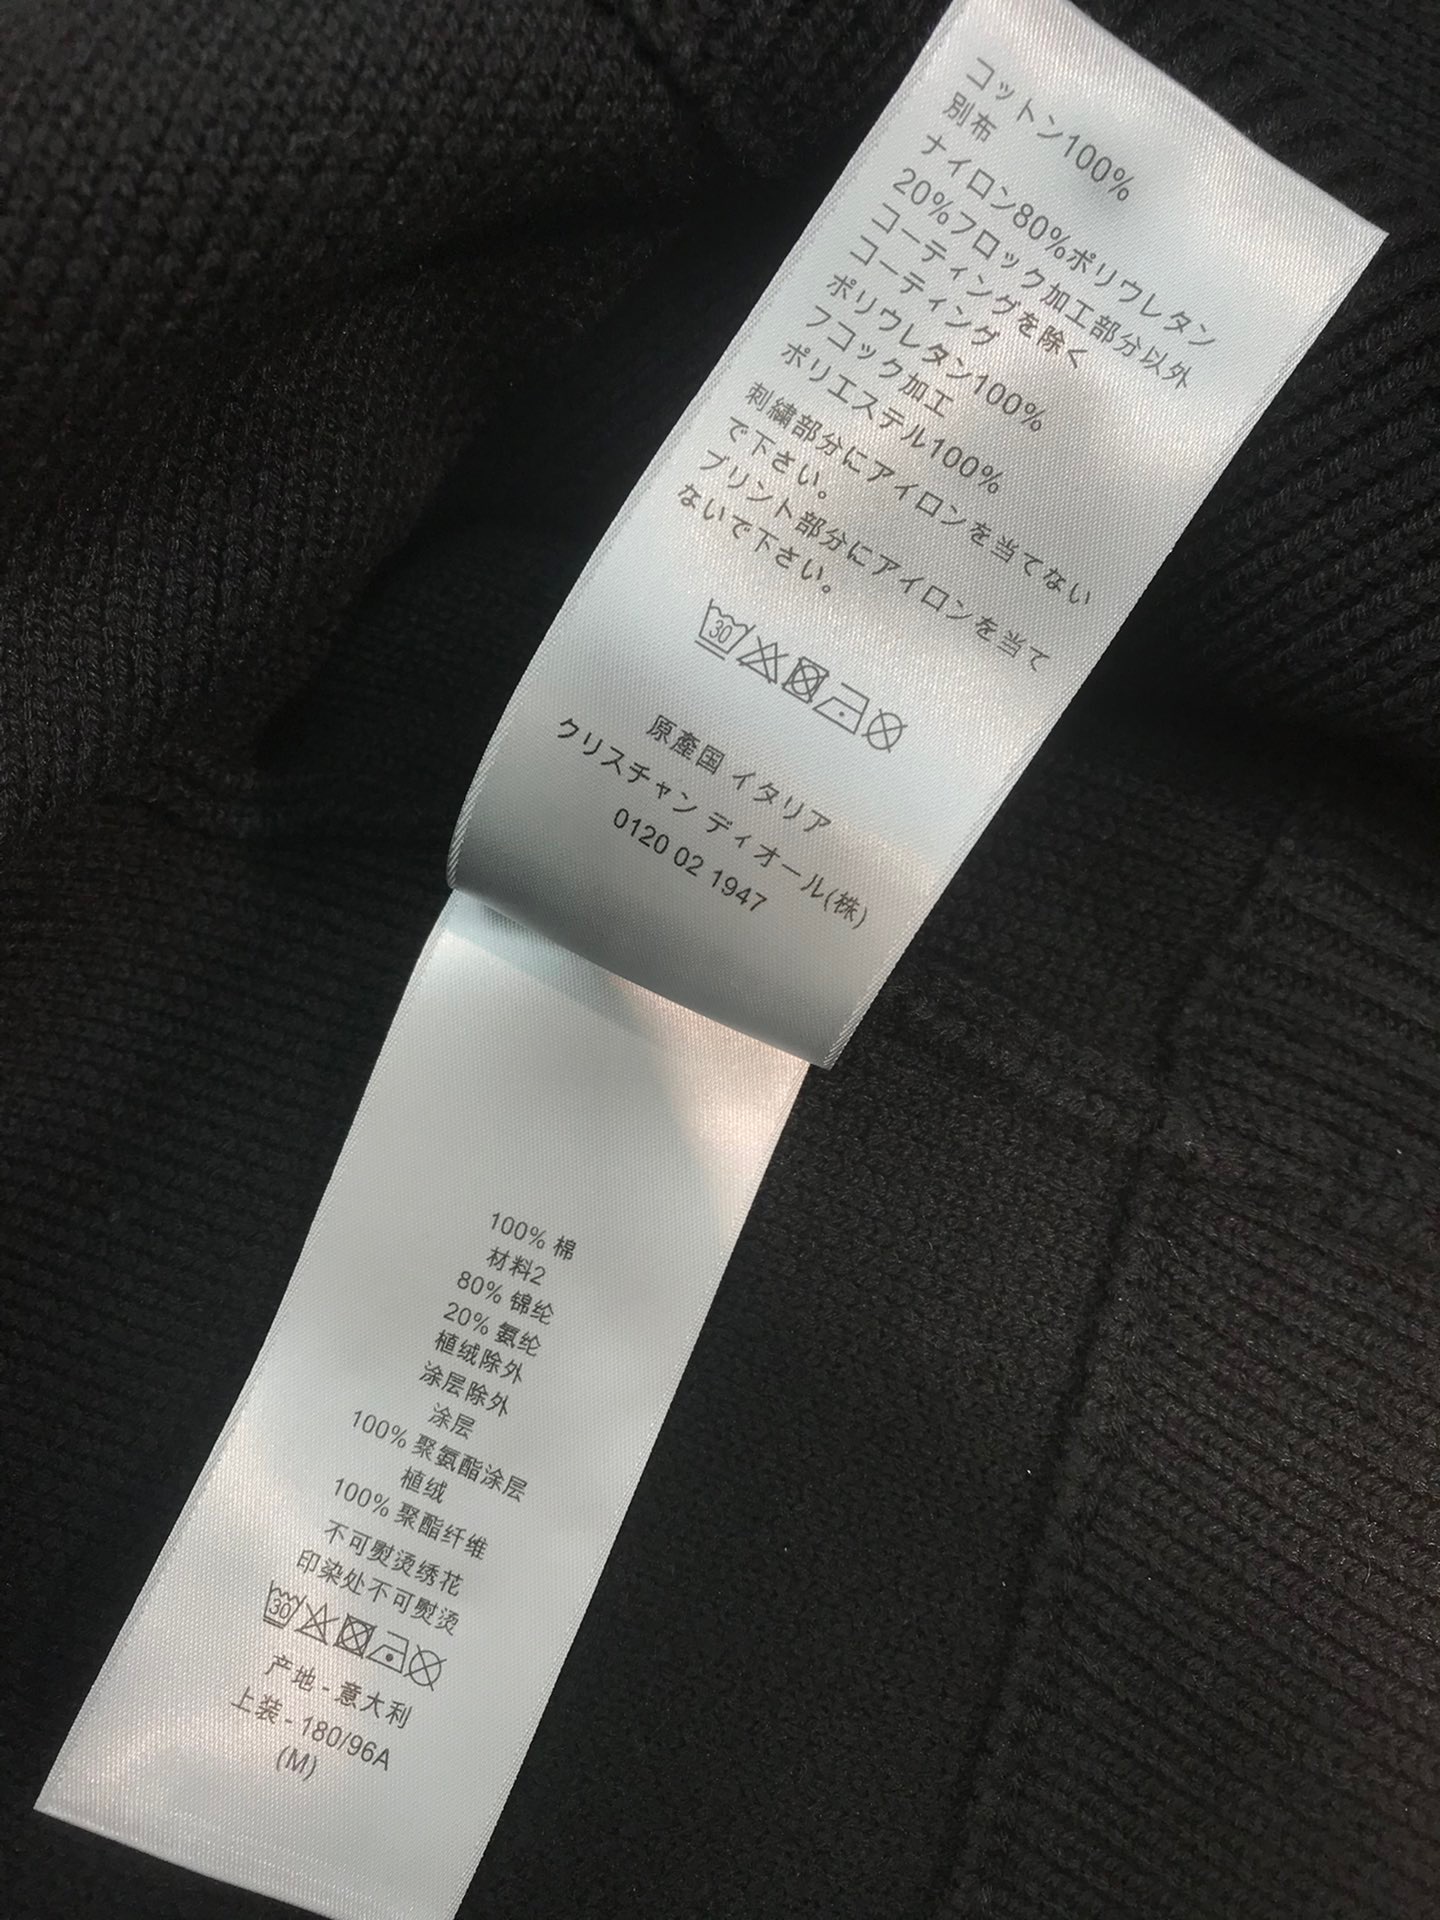 コットン100%
別布
ナイロン80%ポリウレタン
20%フロック加工部分以外
コーティングを除く
コーティング
ポリウレタン100%
フコック加工
ポリエステル100%
刺繍部分にアイロンを当てない
で下さい。
プリント部分にアイロンを当て
ないで下さい。
30
原產国 イタリア
クリスチャン ディオール(株)
0120 02 1947
100% 棉
材料2
80% 锦纶
20% 氨纶
植绒除外
涂层除外
涂层
100% 聚氨酯涂层
植绒
100% 聚酯纤维
不可熨烫绣花
印染处不可熨烫
30
产地 - 意大利
上装 - 180/96A
(M)